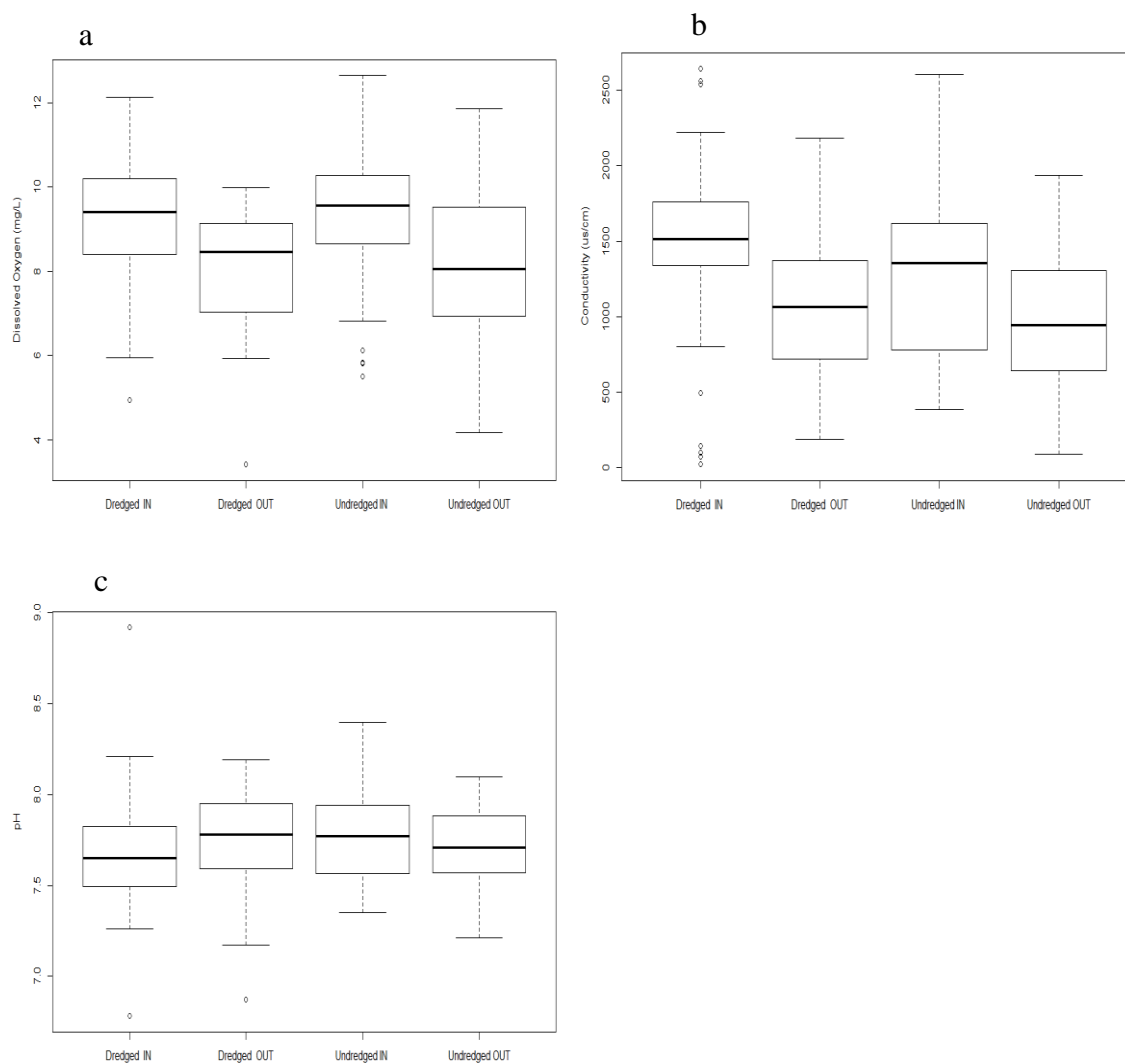 a
Dissolved Oxygen (mg/L)
12
10
8
6
4
Dredged IN
Dredged OUT
Undredged IN
Undredged OUT
b
Conductivity (us/cm)
2500
2000
1500
1000
500
0
Dredged IN
Dredged OUT
Undredged IN
Undredged OUT
c
pH
9.0
8.5
8.0
7.5
7.0
Dredged IN
Dredged OUT
Undredged IN
Undredged OUT